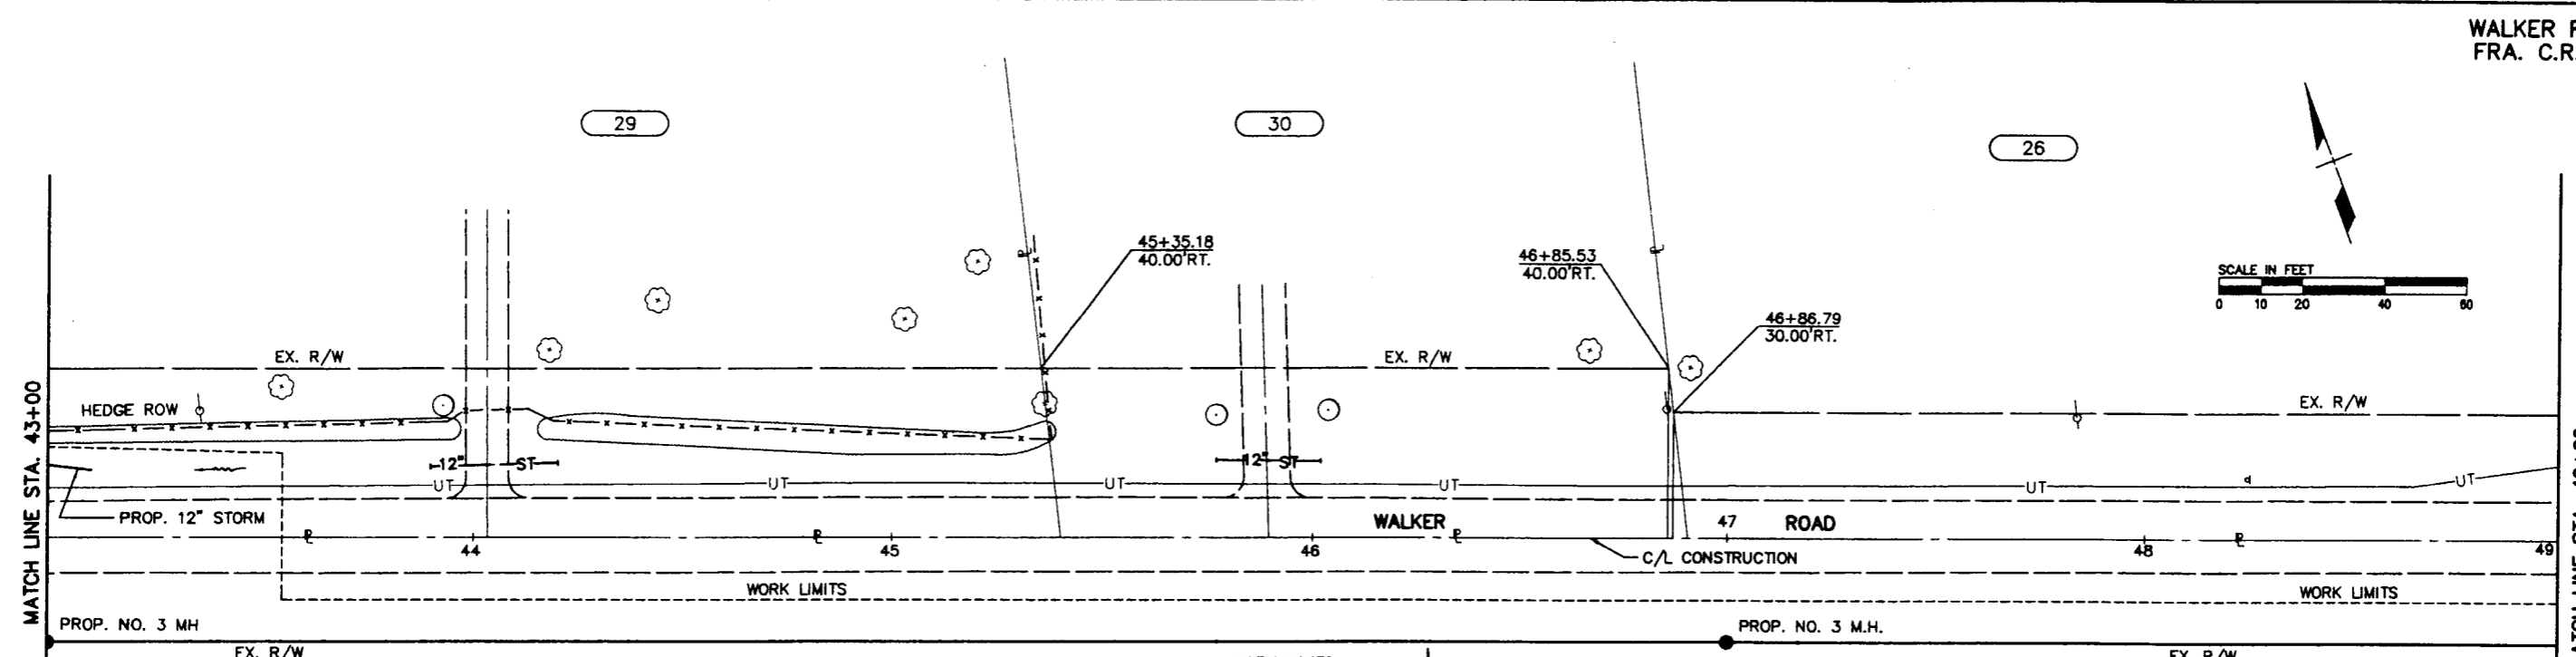 WALKER
FRA. C.R.
29
30
26
45+35.18
40.00'RT.
46+85.53
40.00'RT.
46+86.79
30.00'RT.
SCALE IN FEET
0 10 20 40 60
EX. R/W
EX. R/W
EX. R/W
HEDGE ROW
MATCH LINE STA. 43+00
12" ST
12" ST
UT UT UT UT UT UT
PROP. 12" STORM
WALKER 47 ROAD
44 45 46 48 49
C/L CONSTRUCTION
WORK LIMITS
WORK LIMITS
PROP. NO. 3 MH
PROP. NO. 3 M.H.
EX. R/W
EX. R/W